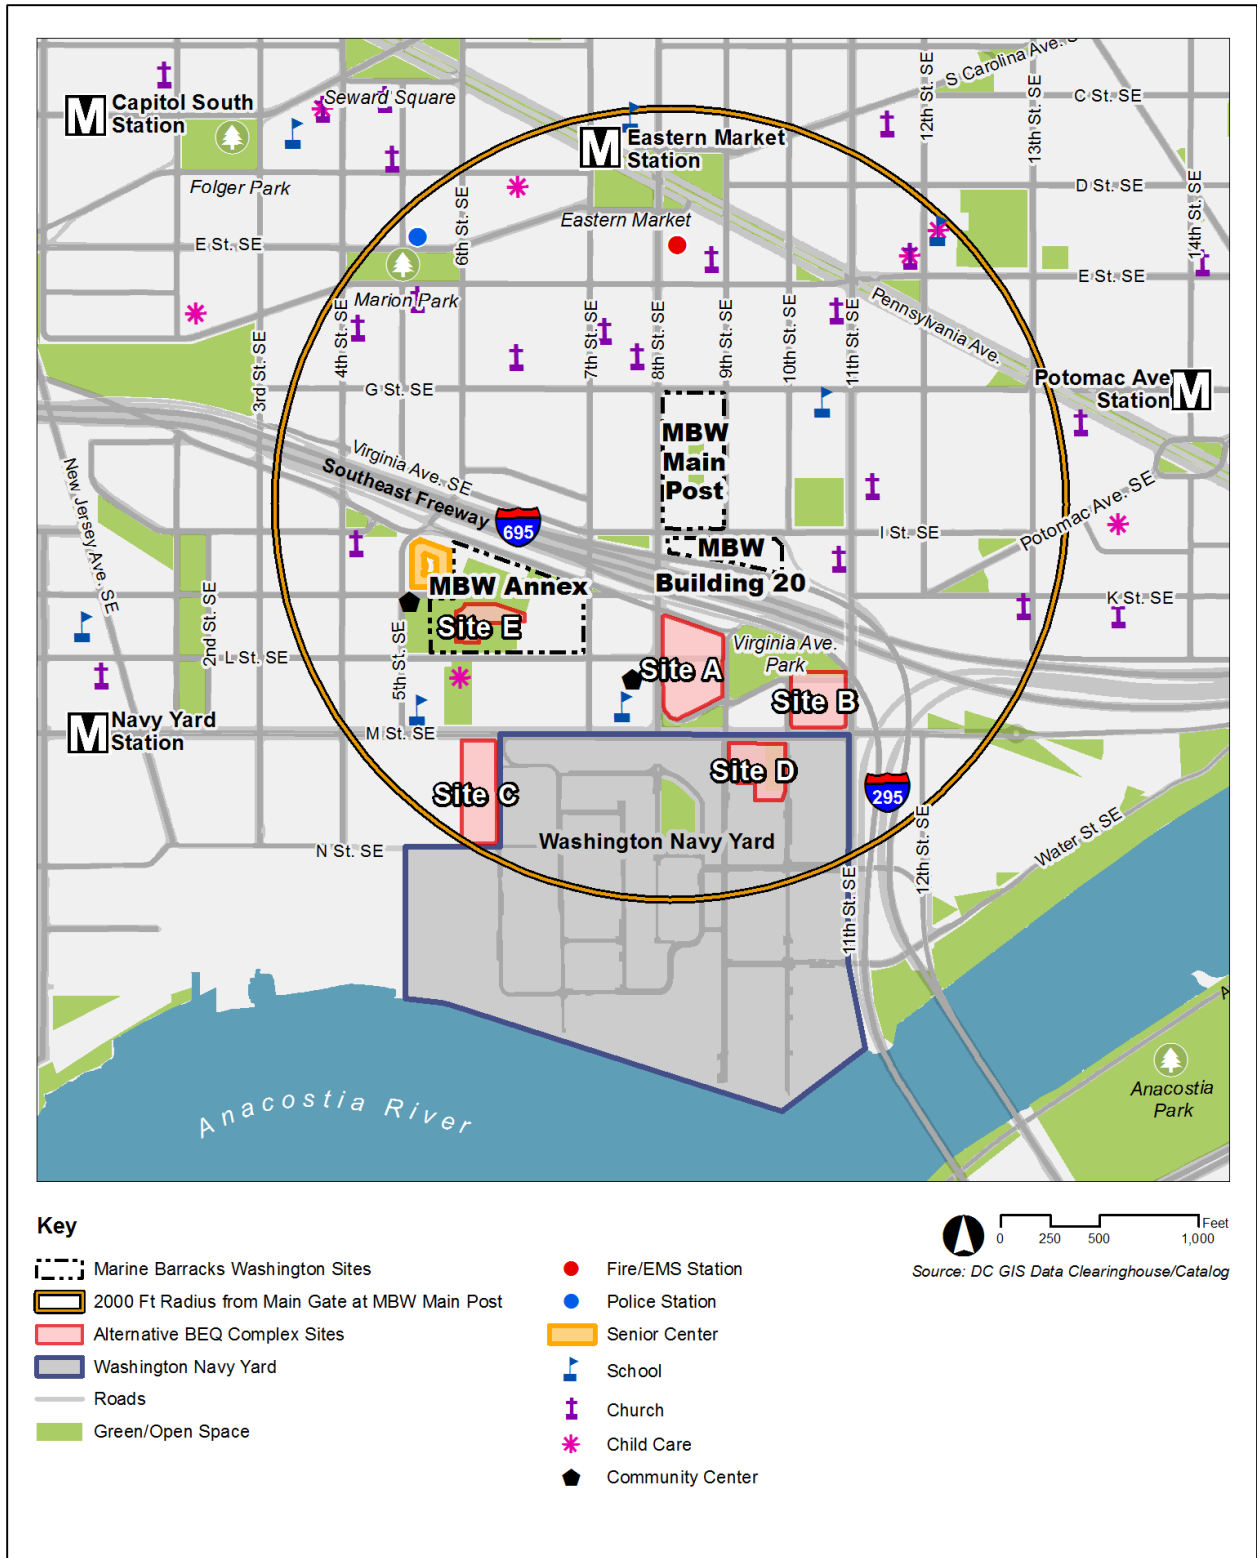 S Carolina Ave. S
Capitol South
Station
M
Seward Square
12th St. SE
13th St. SE
C St. SE
M
Eastern Market
Station
Folger Park
D St. SE
14th St. SE
6th St. SE
Eastern Market
E St. SE
E St. SE
Marion Park
Pennsylvania Ave.
3rd St. SE
4th St. SE
7th St. SE
8th St. SE
9th St. SE
10th St. SE
11th St. SE
G St. SE
Potomac Ave
Station
M
MBW
Main
Post
Virginia Ave. SE
Southeast Freeway
695
New Jersey Ave. SE
Potomac Ave. SE
I St. SE
MBW
Building 20
MBW Annex
K St. SE
2nd St. SE
Site E
5th St. SE
L St. SE
Virginia Ave.
Park
Site A
Site B
M
Navy Yard
Station
M St. SE
Site D
Site C
295
12th St. SE
Water St SE
Washington Navy Yard
N St. SE
11th St. SE
A
Anacostia River
Anacostia
Park
Key
Marine Barracks Washington Sites
2000 Ft Radius from Main Gate at MBW Main Post
Alternative BEQ Complex Sites
Washington Navy Yard
Roads
Green/Open Space
Fire/EMS Station
Police Station
Senior Center
School
Church
Child Care
Community Center
Feet
0 250 500 1,000
Source: DC GIS Data Clearinghouse/Catalog